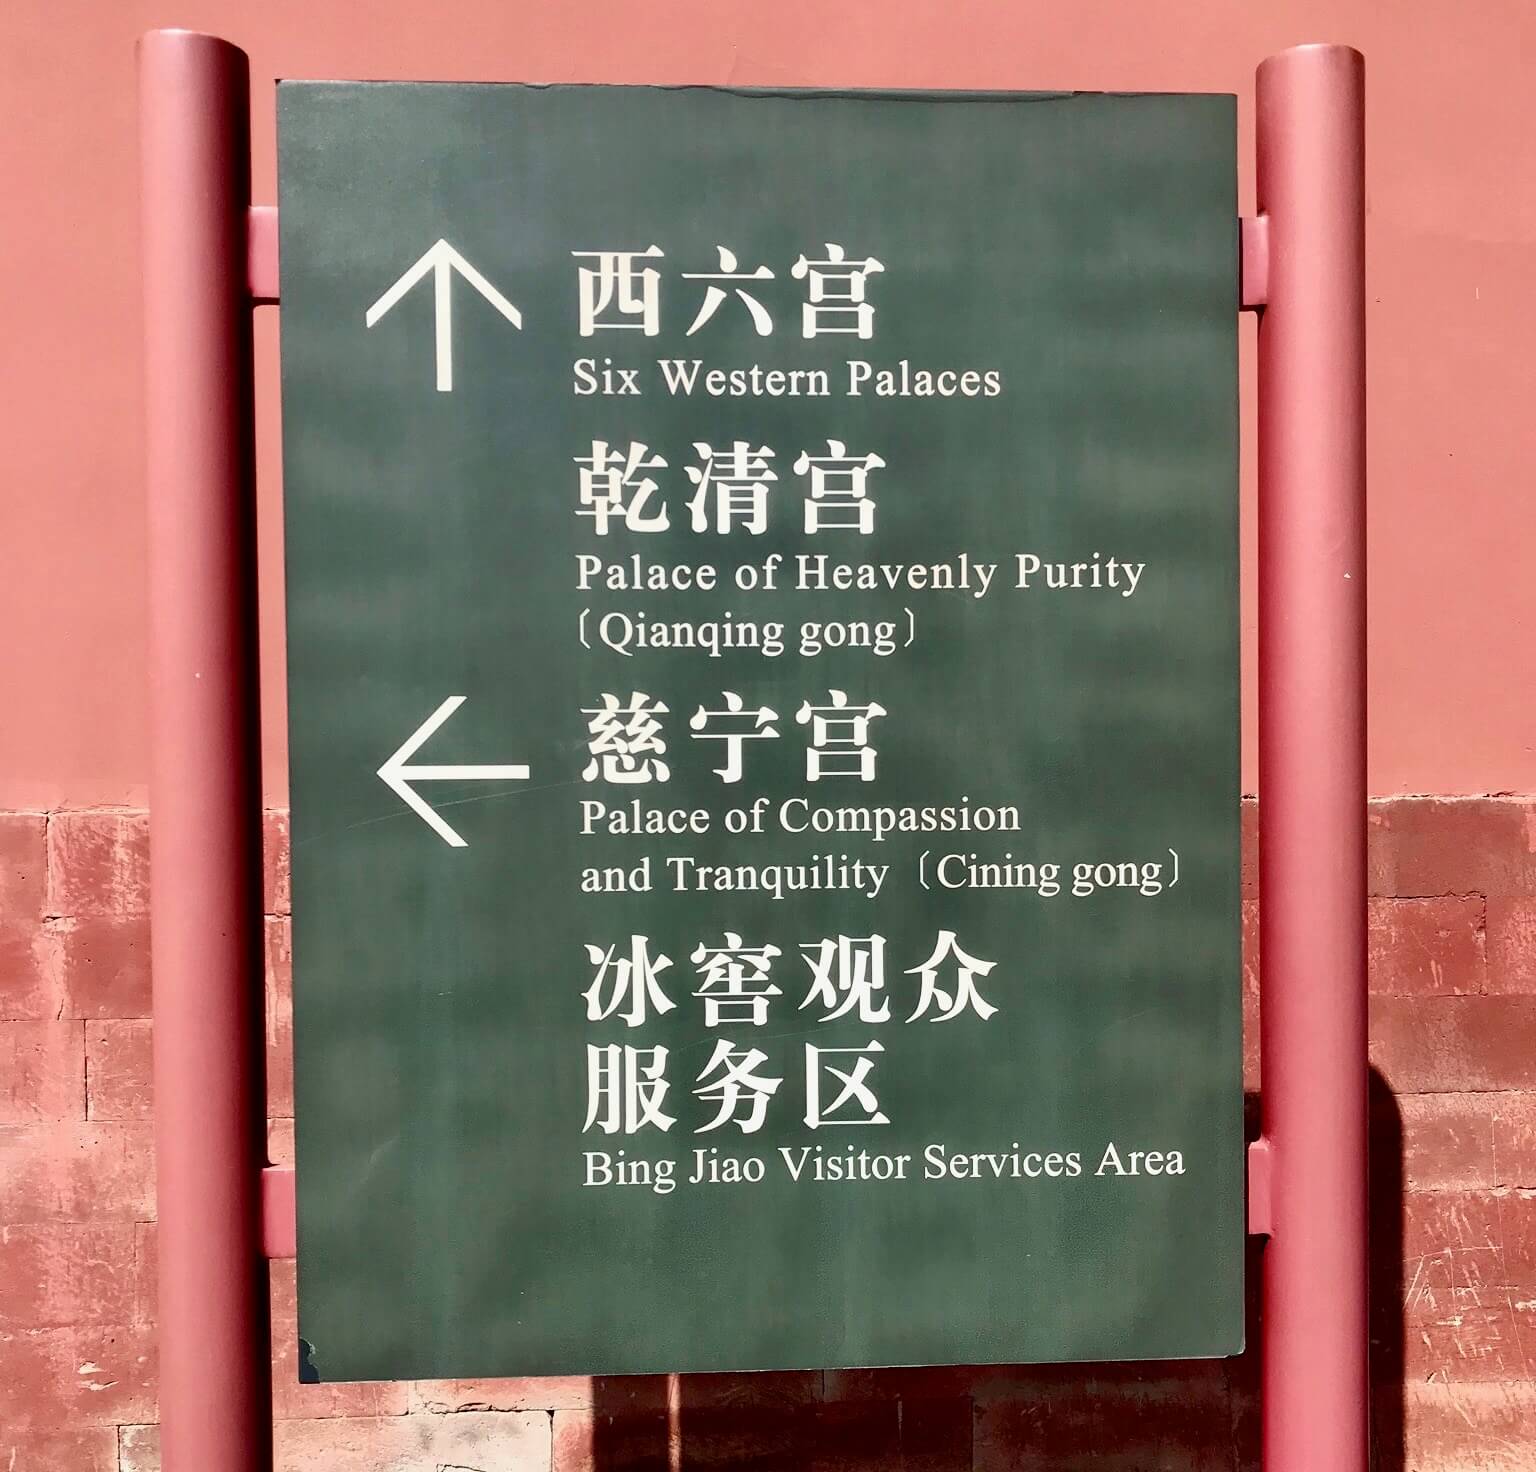 西六宫
Six Western Palaces
乾清宫
Palace of Heavenly Purity
〔Qianqing gong〕
慈宁宫
Palace of Compassion
and Tranquility〔Cining gong〕
冰窖观众
服务区
Bing Jiao Visitor Services Area